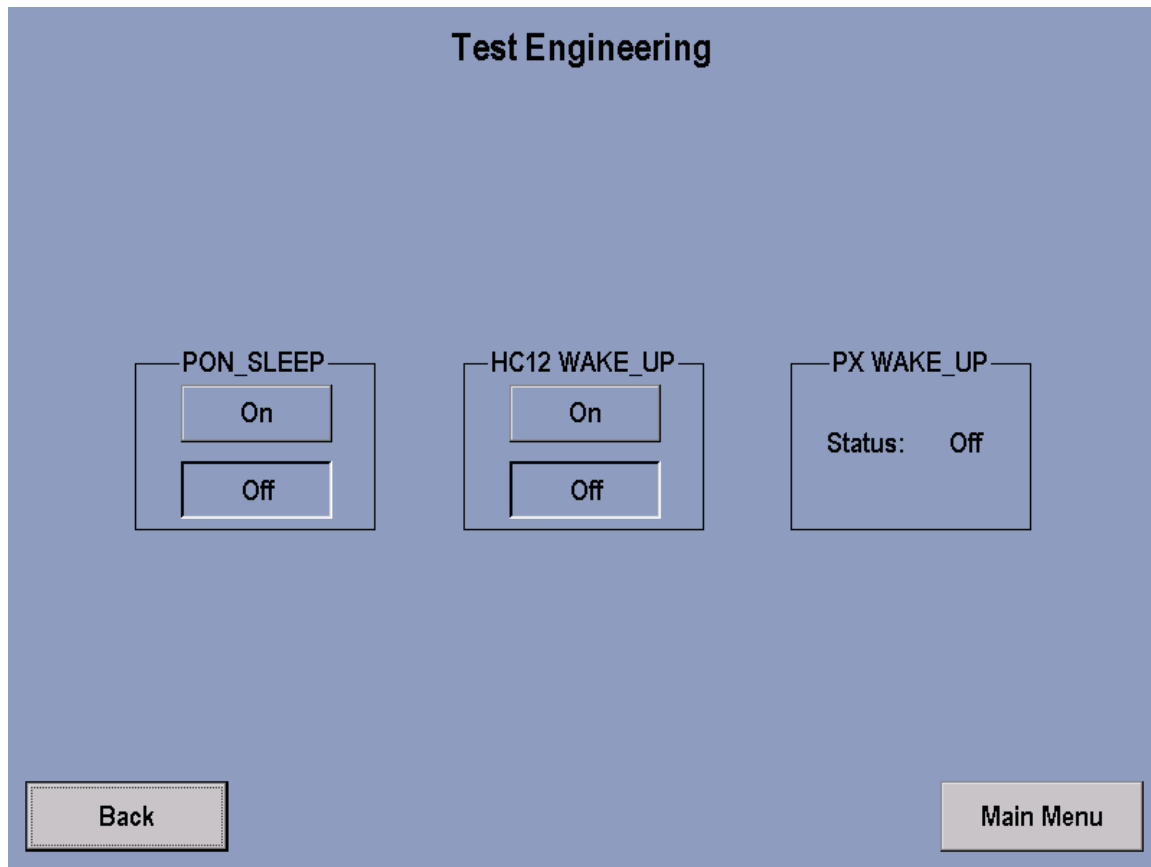 Test Engineering
PON_SLEEP
On
Off
HC12 WAKE_UP
On
Off
PX WAKE_UP
Status: Off
Back
Main Menu